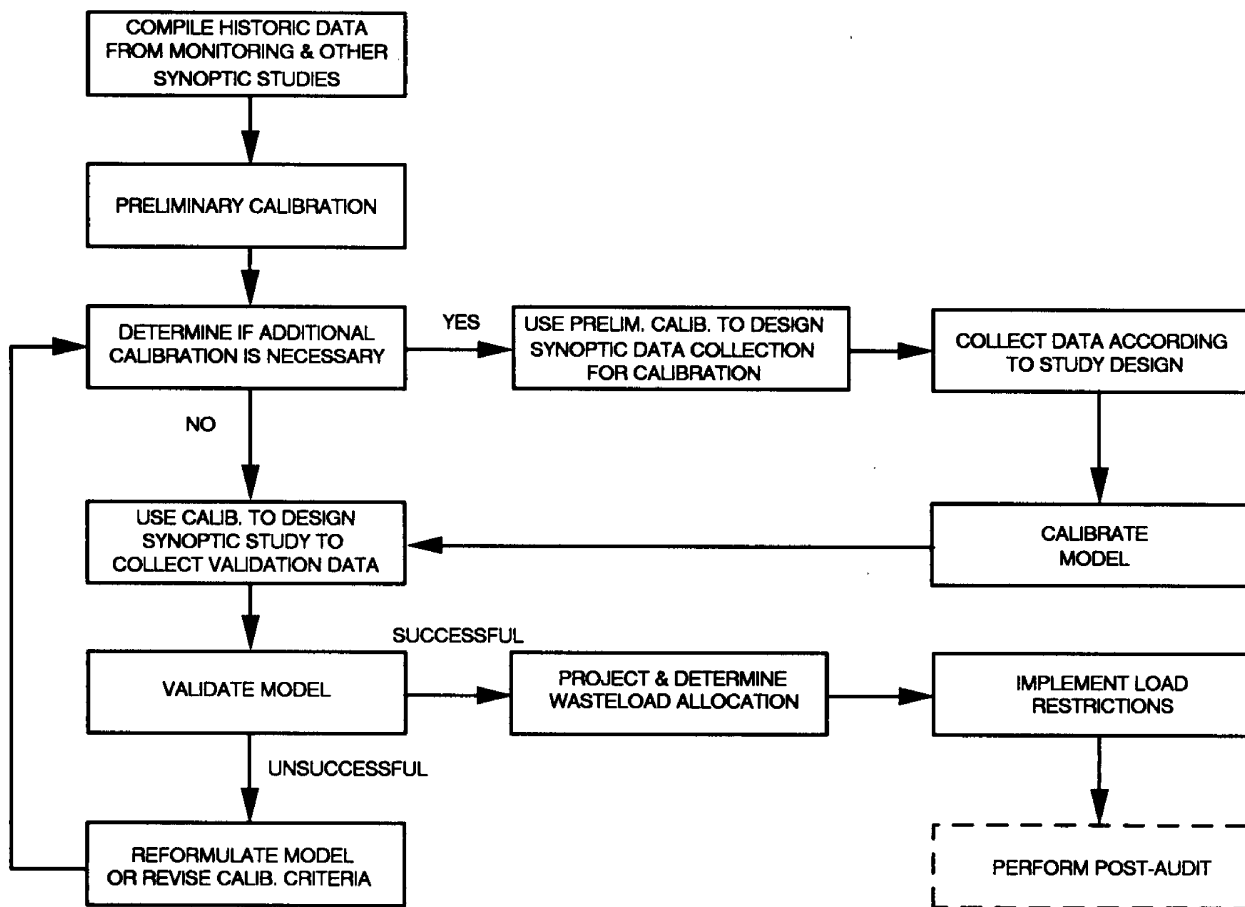 COMPILE HISTORIC DATA
FROM MONITORING & OTHER
SYNOPTIC STUDIES
PRELIMINARY CALIBRATION
DETERMINE IF ADDITIONAL
CALIBRATION IS NECESSARY
YES
USE PRELIM. CALIB. TO DESIGN
SYNOPTIC DATA COLLECTION
FOR CALIBRATION
COLLECT DATA ACCORDING
TO STUDY DESIGN
NO
USE CALIB. TO DESIGN
SYNOPTIC STUDY TO
COLLECT VALIDATION DATA
CALIBRATE
MODEL
SUCCESSFUL
VALIDATE MODEL
PROJECT & DETERMINE
WASTELOAD ALLOCATION
IMPLEMENT LOAD
RESTRICTIONS
UNSUCCESSFUL
REFORMULATE MODEL
OR REVISE CALIB. CRITERIA
PERFORM POST-AUDIT